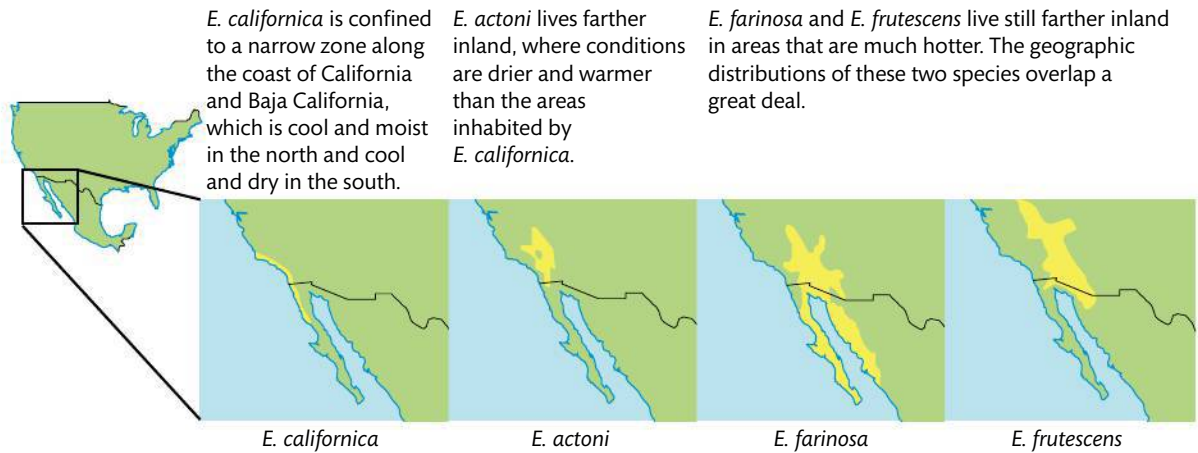 E. californica is confined
to a narrow zone along
the coast of California
and Baja California,
which is cool and moist
in the north and cool
and dry in the south.
E. actoni lives farther
inland, where conditions
are drier and warmer
than the areas
inhabited by
E. californica.
E. farinosa and E. frutescens live still farther inland
in areas that are much hotter. The geographic
distributions of these two species overlap a
great deal.
E. californica
E. actoni
E. farinosa
E. frutescens